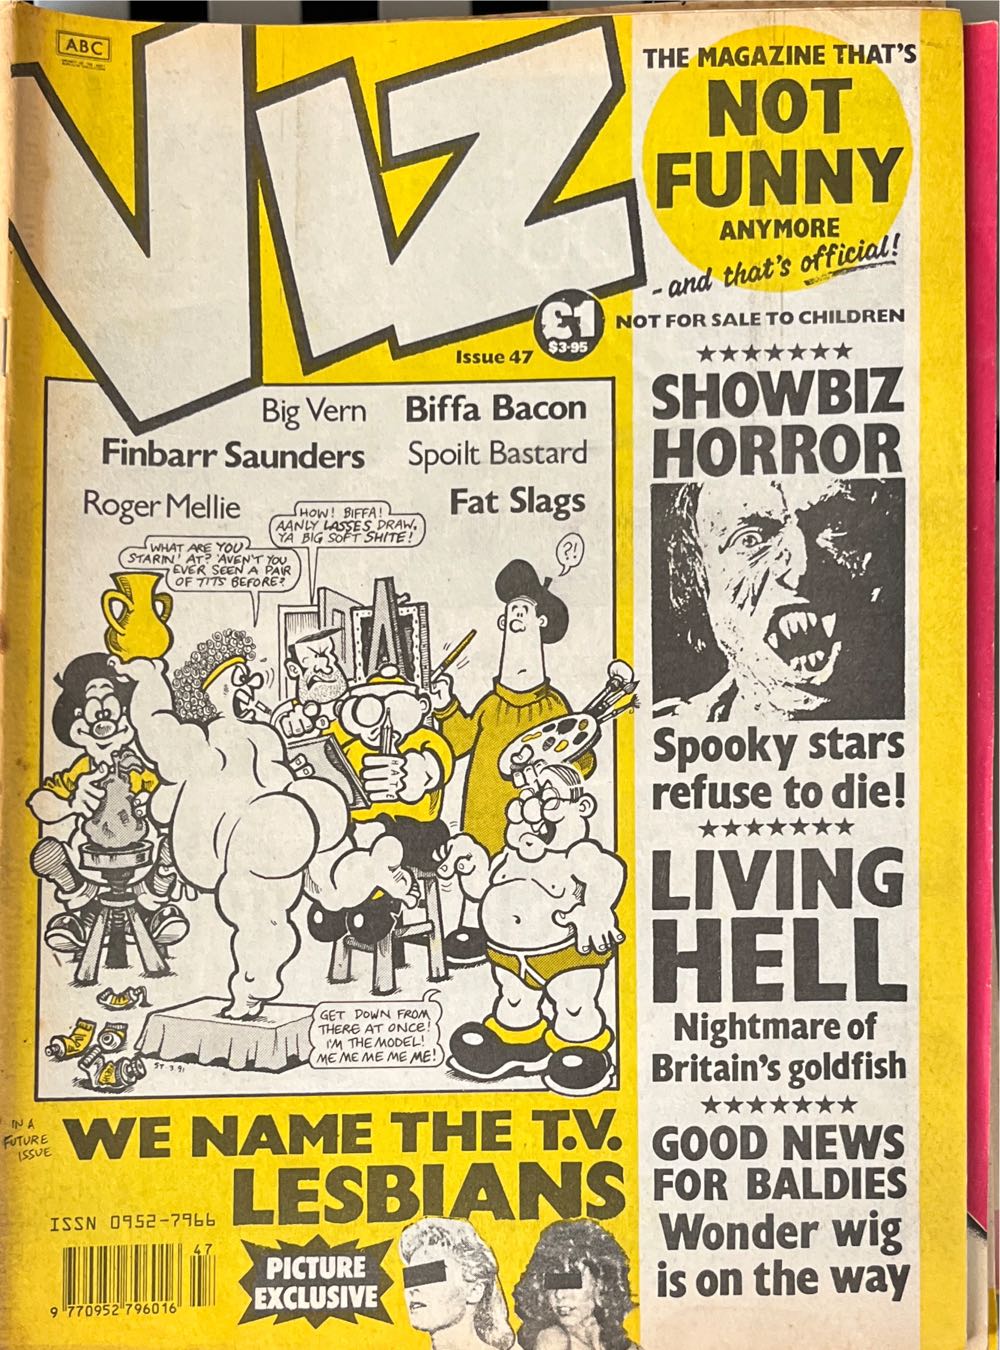 ABC
VIZ
THE MAGAZINE THAT'S
NOT
FUNNY
ANYMORE
- and that's official!
£1
$3·95
Issue 47
NOT FOR SALE TO CHILDREN
Big Vern Biffa Bacon
Finbarr Saunders Spoilt Bastard
Roger Mellie Fat Slags
HOW! BIFFA!
AANLY LASSES DRAW,
YA BIG SOFT SHITE!
WHAT ARE YOU
STARIN' AT? 'AVEN'T YOU
EVER SEEN A PAIR
OF TITS BEFORE?
?!
HATE
GET DOWN FROM
THERE AT ONCE!
I'M THE MODEL!
ME ME ME ME ME!
ST. 3.91
SHOWBIZ
HORROR
Spooky stars
refuse to die!
LIVING
HELL
Nightmare of
Britain's goldfish
GOOD NEWS
FOR BALDIES
Wonder wig
is on the way
IN A
FUTURE
ISSUE
WE NAME THE T.V.
LESBIANS
PICTURE
EXCLUSIVE
ISSN 0952-7966
47
9 770952 796016